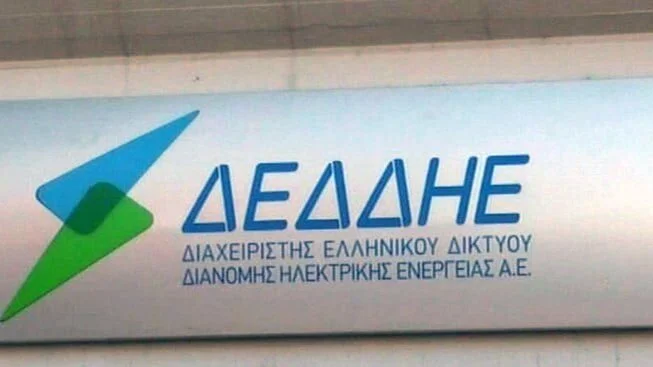 ΔΕΔΔΗΕ
ΔΙΑΧΕΙΡΙΣΤΗΣ ΕΛΛΗΝΙΚΟΥ ΔΙΚΤΥΟΥ
ΔΙΑΝΟΜΗΣ ΗΛΕΚΤΡΙΚΗΣ ΕΝΕΡΓΕΙΑΣ Α.Ε.